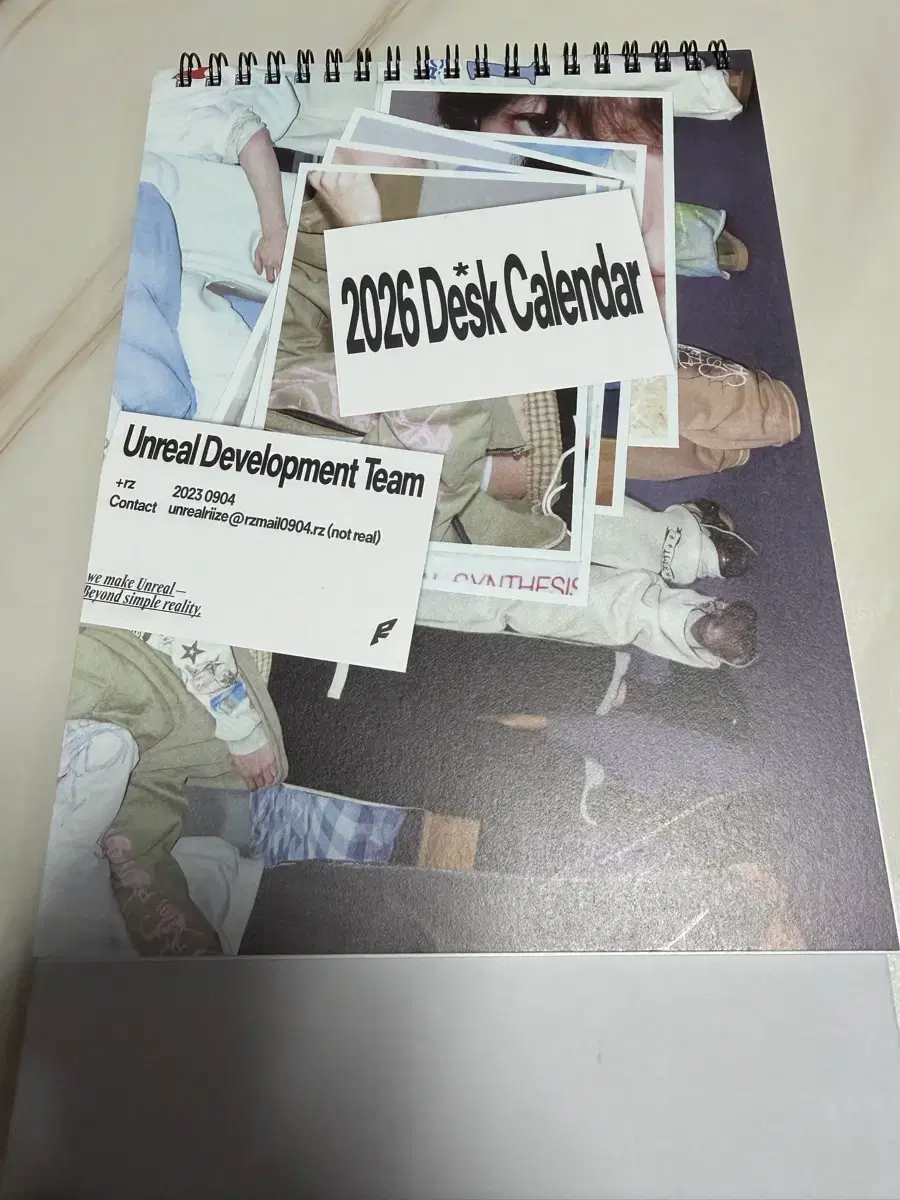 2026 Desk Calendar
*
Unreal Development Team
+rz 2023 0904
Contact unrealriize@rzmail0904.rz (not real)
we make Unreal—
Beyond simple reality.
SYNTHESIS